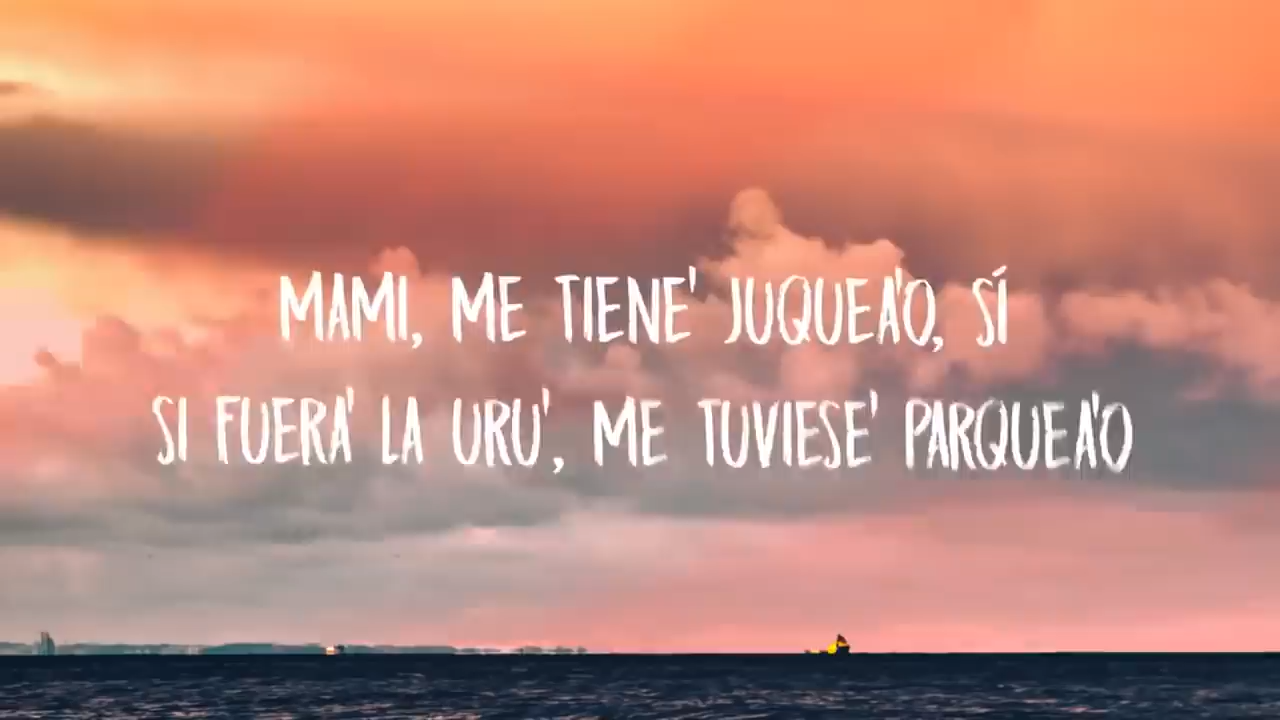 MAMI, ME TIENE' JUQUEA'O, SÍ
SI FUERA' LA URU', ME TUVIESE' PARQUEA'O